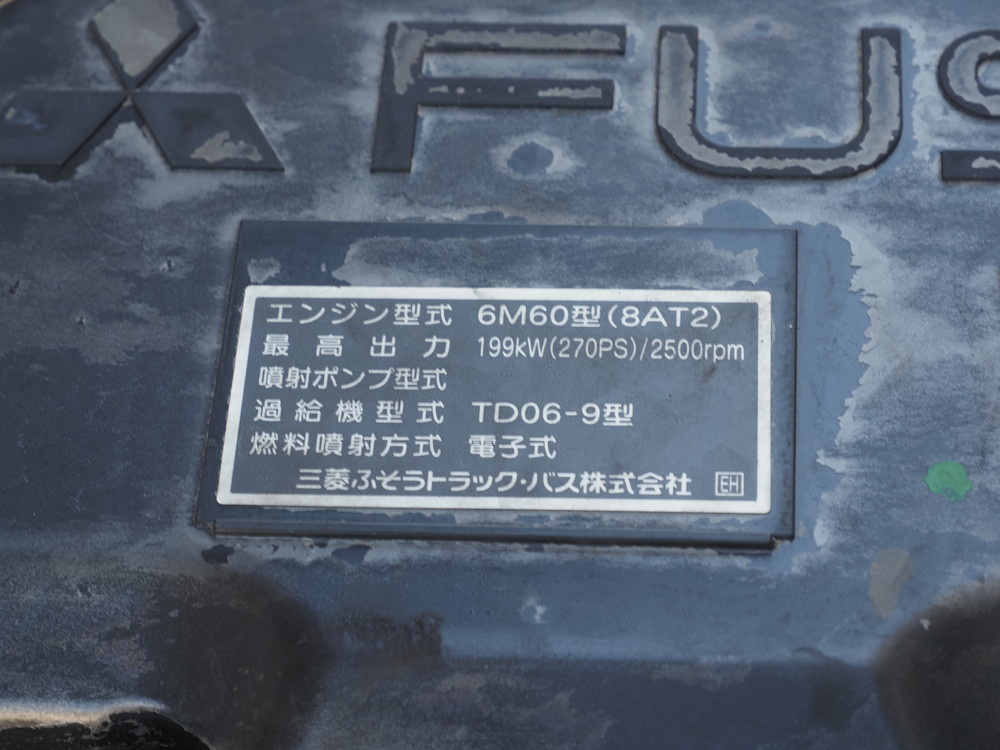 FUS
エンジン型式 6M60型(8AT2)
最高出力 199kW(270PS)/2500rpm
噴射ポンプ型式
過給機型式 TD06-9型
燃料噴射方式 電子式
三菱ふそうトラック・バス株式会社 EH